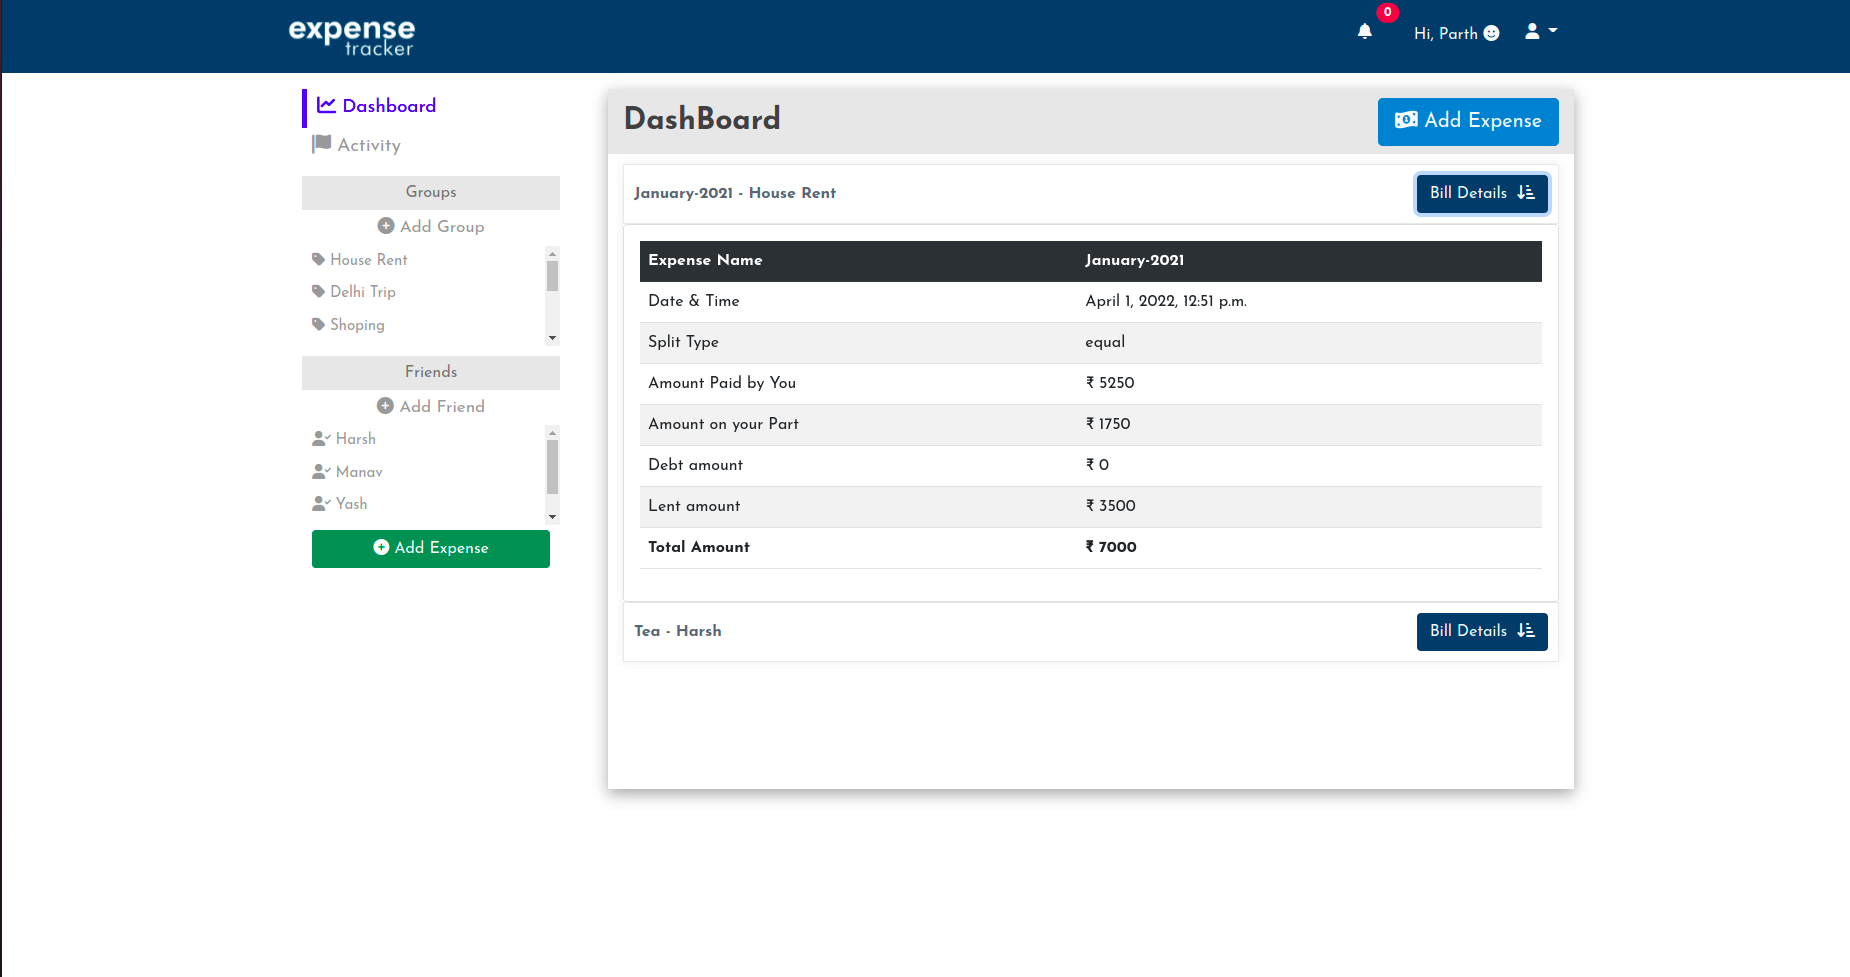 expense
tracker
0
Hi, Parth
Dashboard
Activity
Groups
Add Group
House Rent
Delhi Trip
Shoping
Friends
Add Friend
Harsh
Manav
Yash
Add Expense
DashBoard
Add Expense
January-2021 - House Rent
Bill Details
Expense Name January-2021
Date & Time April 1, 2022, 12:51 p.m.
Split Type equal
Amount Paid by You ₹ 5250
Amount on your Part ₹ 1750
Debt amount ₹ 0
Lent amount ₹ 3500
Total Amount ₹ 7000
Tea - Harsh
Bill Details